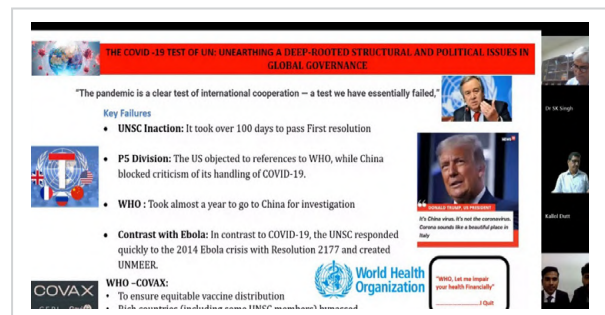 THE COVID -19 TEST OF UN: UNEARTHING A DEEP-ROOTED STRUCTURAL AND POLITICAL ISSUES IN
GLOBAL GOVERNANCE
"The pandemic is a clear test of international cooperation — a test we have essentially failed,"
Key Failures
• UNSC Inaction: It took over 100 days to pass First resolution
• P5 Division: The US objected to references to WHO, while China
blocked criticism of its handling of COVID-19.
• WHO : Took almost a year to go to China for investigation
• Contrast with Ebola: In contrast to COVID-19, the UNSC responded
quickly to the 2014 Ebola crisis with Resolution 2177 and created
UNMEER.
WHO –COVAX:
• To ensure equitable vaccine distribution
• Rich countries (including some UNSC members) bypassed
COVAX
DONALD TRUMP, US PRESIDENT
It's China virus. It's not the coronavirus.
Corona sounds like a beautiful place in
Italy
World Health
Organization
"WHO, Let me impair
your health Financially"
I Quit
Dr SK Singh
Kallol Dutt